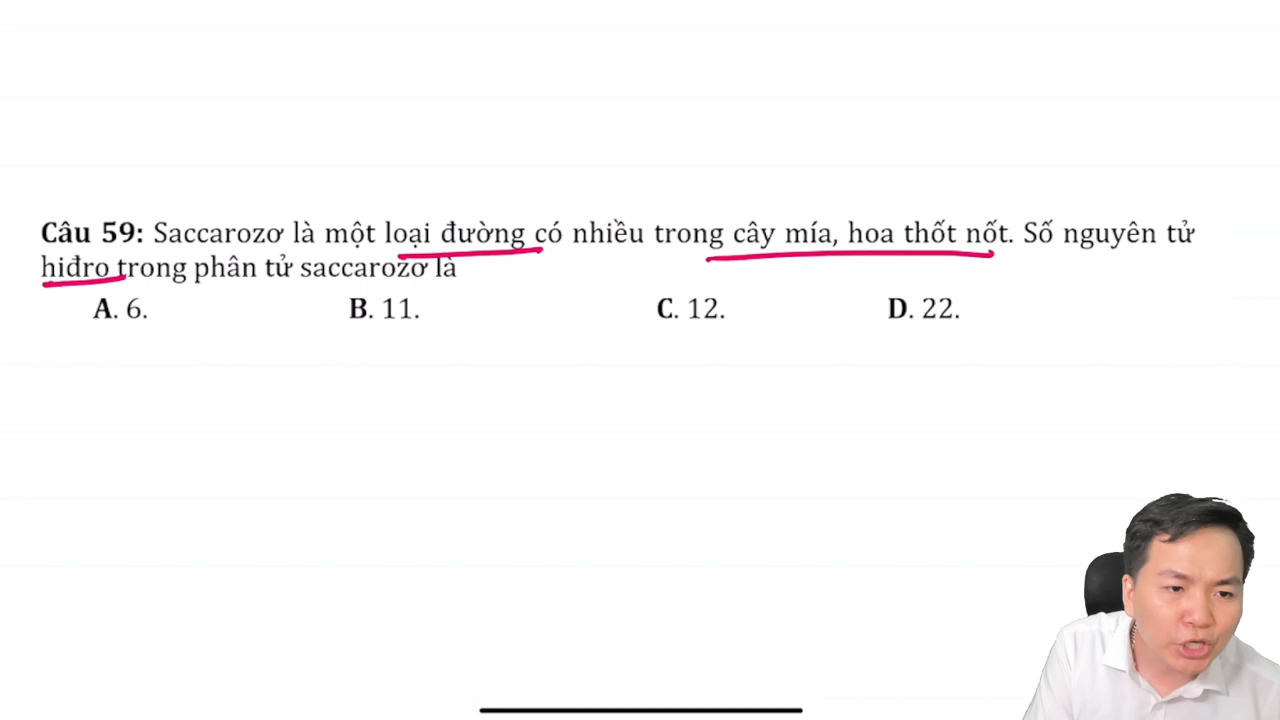 Câu 59: Saccarozơ là một loại đường có nhiều trong cây mía, hoa thốt nốt. Số nguyên tử
hiđro trong phân tử saccarozơ là
A. 6. B. 11. C. 12. D. 22.